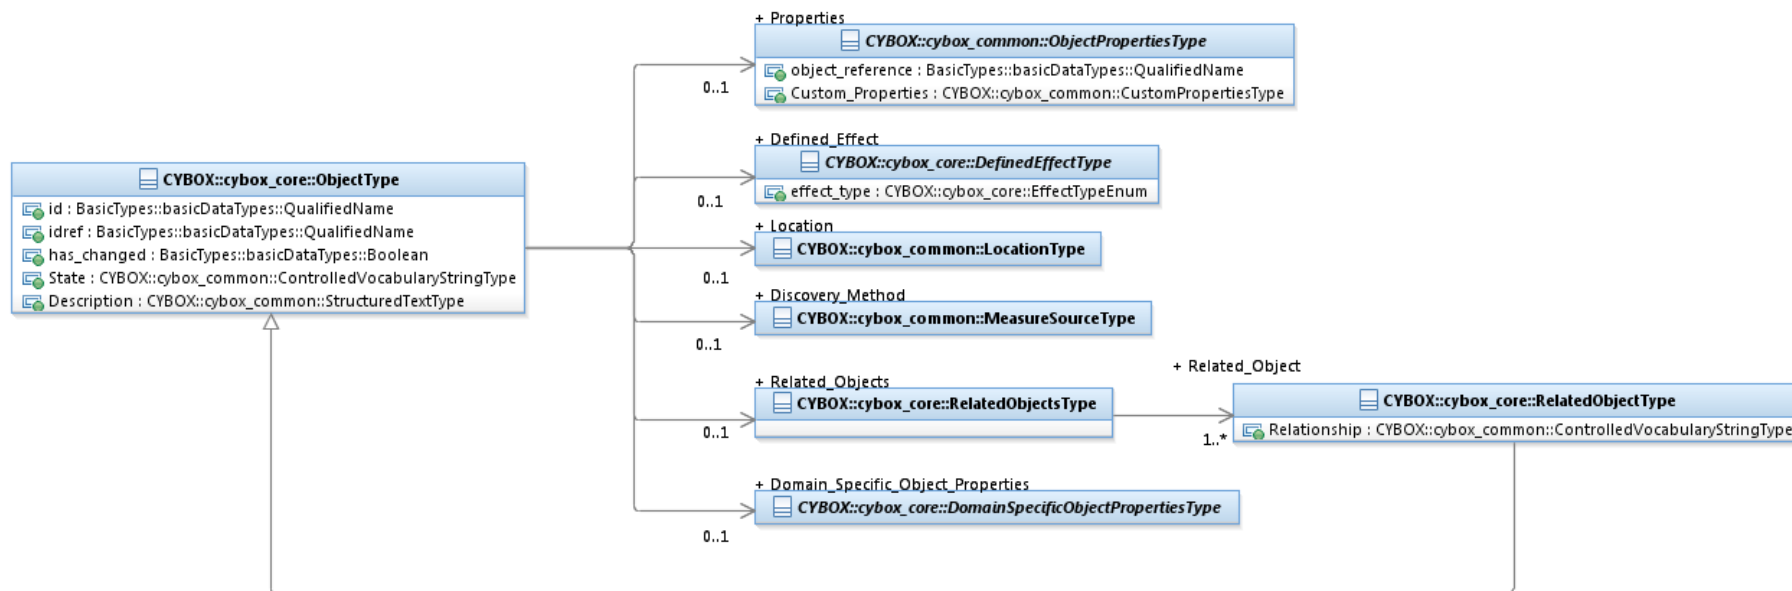 + Properties
CYBOX::cybox_common::ObjectPropertiesType
object_reference : BasicTypes::basicDataTypes::QualifiedName
Custom_Properties : CYBOX::cybox_common::CustomPropertiesType
0..1
+ Defined_Effect
CYBOX::cybox_core::DefinedEffectType
effect_type : CYBOX::cybox_core::EffectTypeEnum
0..1
CYBOX::cybox_core::ObjectType
id : BasicTypes::basicDataTypes::QualifiedName
idref : BasicTypes::basicDataTypes::QualifiedName
has_changed : BasicTypes::basicDataTypes::Boolean
State : CYBOX::cybox_common::ControlledVocabularyStringType
Description : CYBOX::cybox_common::StructuredTextType
+ Location
CYBOX::cybox_common::LocationType
0..1
+ Discovery_Method
CYBOX::cybox_common::MeasureSourceType
0..1
+ Related_Objects
CYBOX::cybox_core::RelatedObjectsType
0..1
+ Related_Object
CYBOX::cybox_core::RelatedObjectType
Relationship : CYBOX::cybox_common::ControlledVocabularyStringType
1..*
+ Domain_Specific_Object_Properties
CYBOX::cybox_core::DomainSpecificObjectPropertiesType
0..1